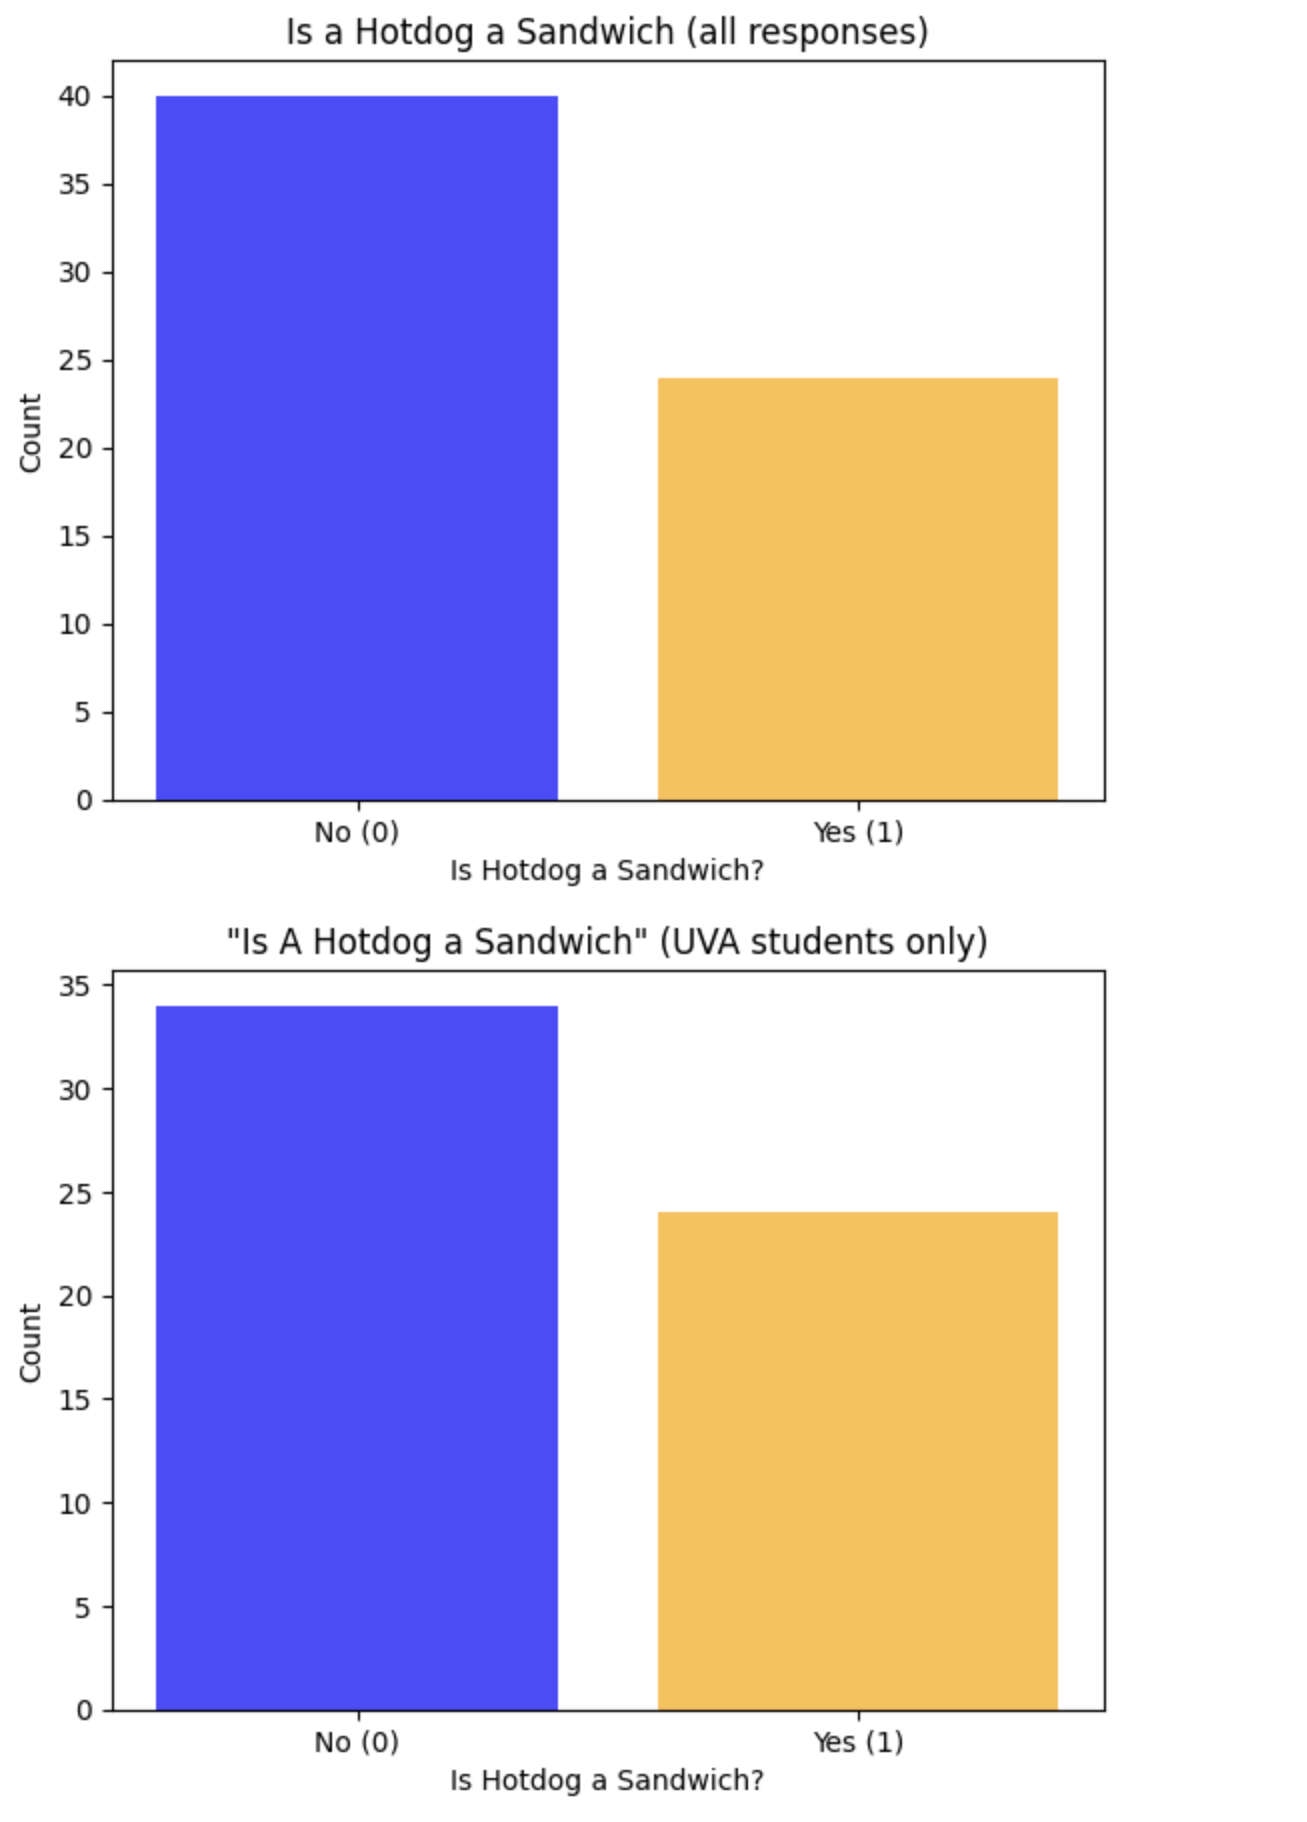 Is a Hotdog a Sandwich (all responses)
40
35
30
25
20
15
10
5
0
Count
No (0) Yes (1)
Is Hotdog a Sandwich?
"Is A Hotdog a Sandwich" (UVA students only)
35
30
25
20
15
10
5
0
Count
No (0) Yes (1)
Is Hotdog a Sandwich?